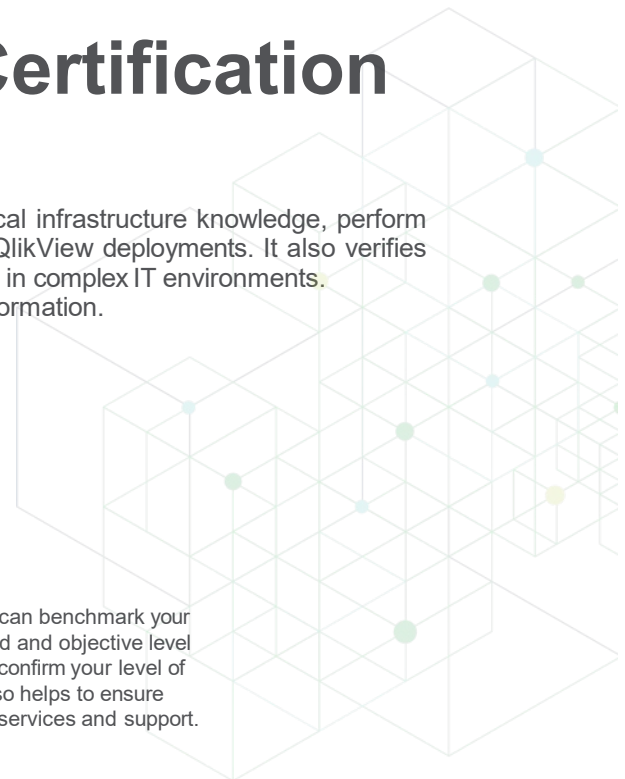 Certification
cal infrastructure knowledge, perform
QlikView deployments. It also verifies
in complex IT environments.
ormation.
can benchmark your
d and objective level
confirm your level of
so helps to ensure
services and support.